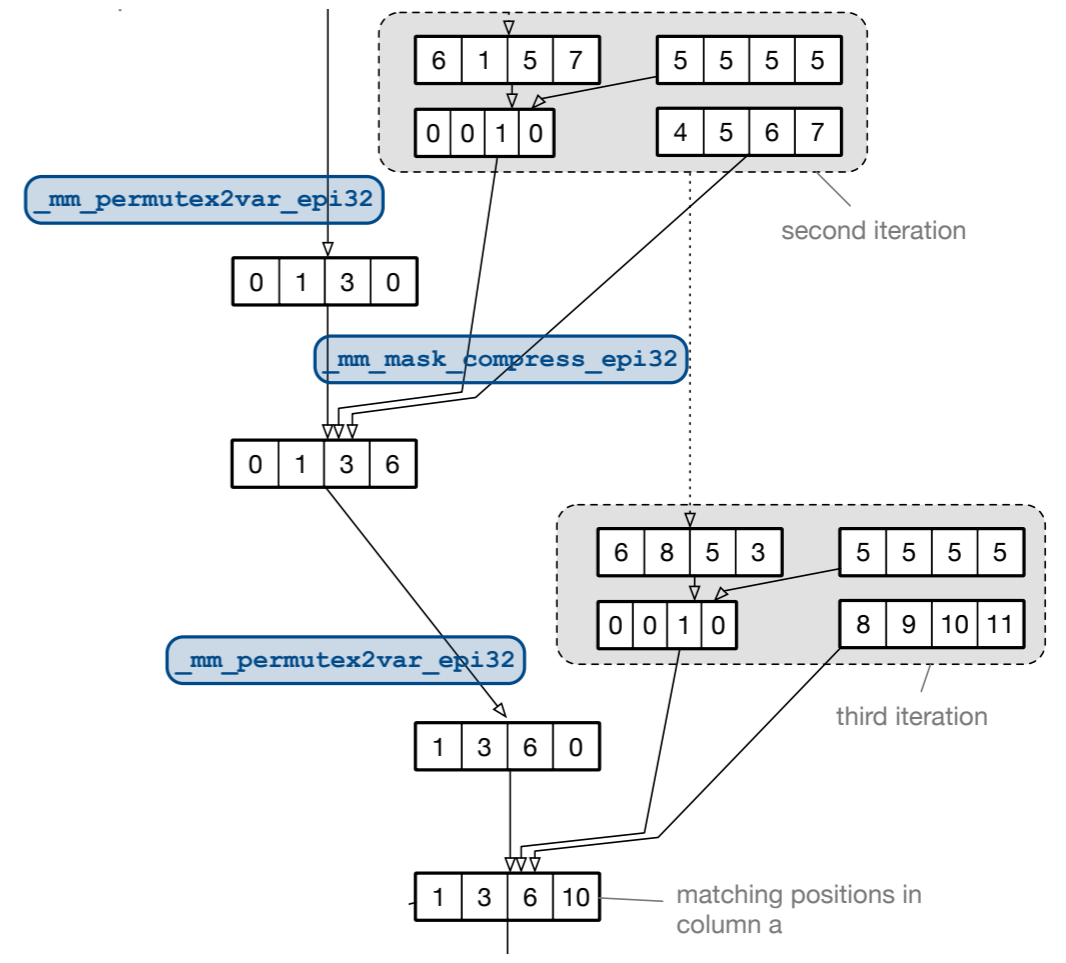 6 1 5 7
5 5 5 5
0 0 1 0
4 5 6 7
_mm_permutex2var_epi32
second iteration
0 1 3 0
_mm_mask_compress_epi32
0 1 3 6
6 8 5 3
5 5 5 5
0 0 1 0
8 9 10 11
_mm_permutex2var_epi32
third iteration
1 3 6 0
1 3 6 10
matching positions in
column a